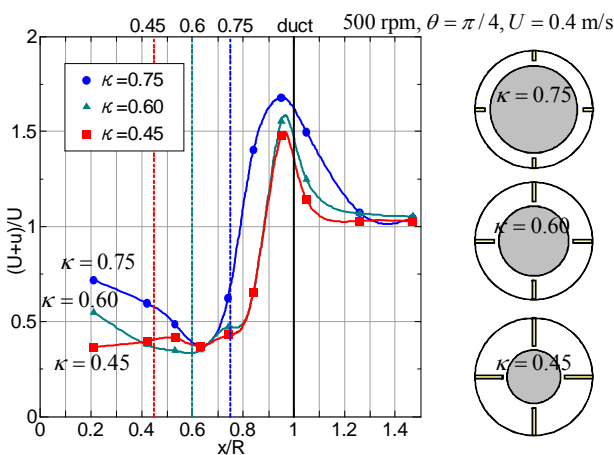 0.45 0.6 0.75 duct 500 rpm, θ = π/4, U = 0.4 m/s
2
κ=0.75
κ=0.60
κ=0.45
1.5
1
0.5
0
(U+u)/U
κ = 0.75
κ = 0.60
κ = 0.45
0 0.2 0.4 0.6 0.8 1 1.2 1.4
x/R
κ = 0.75
κ = 0.60
κ = 0.45